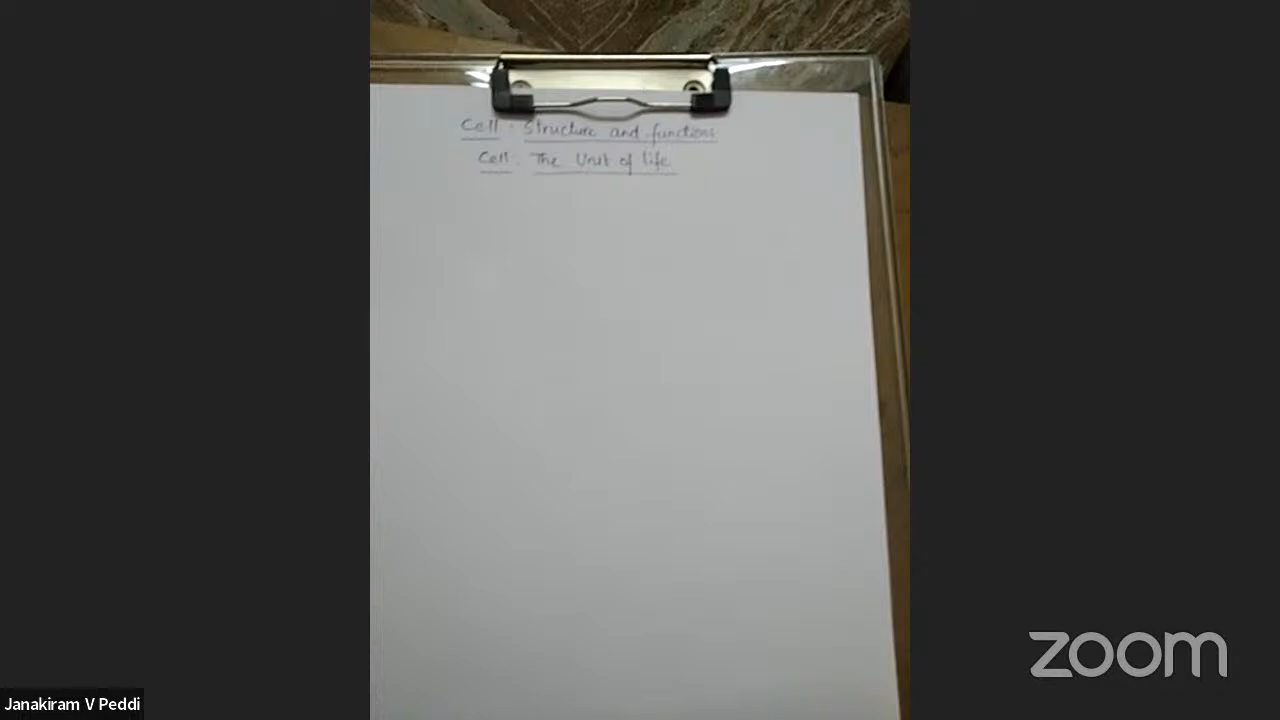 Cell : Structure and functions
Cell : The Unit of life
zoom
Janakiram V Peddi